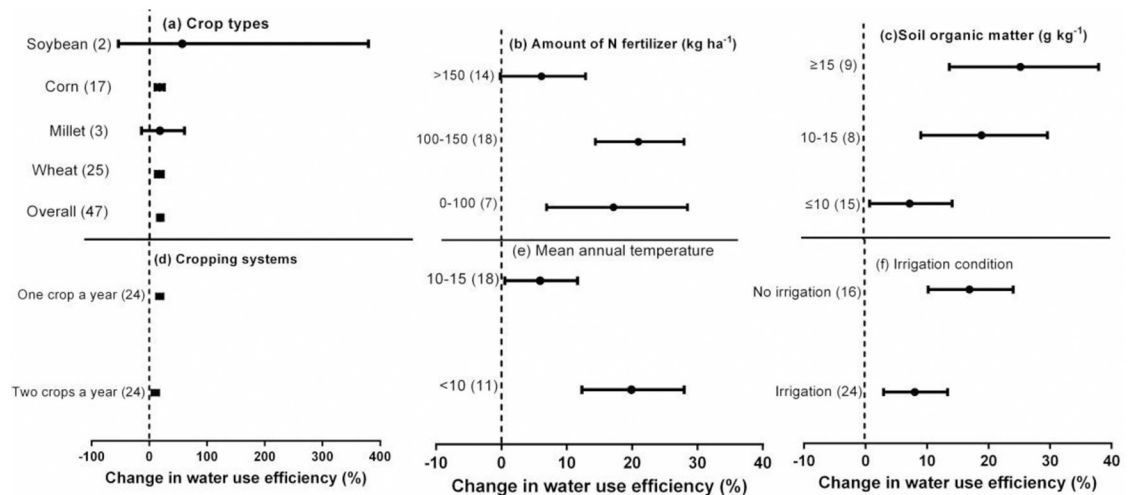 (a) Crop types
Soybean (2)
Corn (17)
Millet (3)
Wheat (25)
Overall (47)
(d) Cropping systems
One crop a year (24)
Two crops a year (24)
-100 0 100 200 300 400
Change in water use efficiency (%)
(b) Amount of N fertilizer (kg ha⁻¹)
>150 (14)
100-150 (18)
0-100 (7)
(e) Mean annual temperature
10-15 (18)
<10 (11)
-10 0 10 20 30 40
Change in water use efficiency (%)
(c)Soil organic matter (g kg⁻¹)
≥15 (9)
10-15 (8)
≤10 (15)
(f) Irrigation condition
No irrigation (16)
Irrigation (24)
-10 0 10 20 30 40
Change in water use efficiency (%)